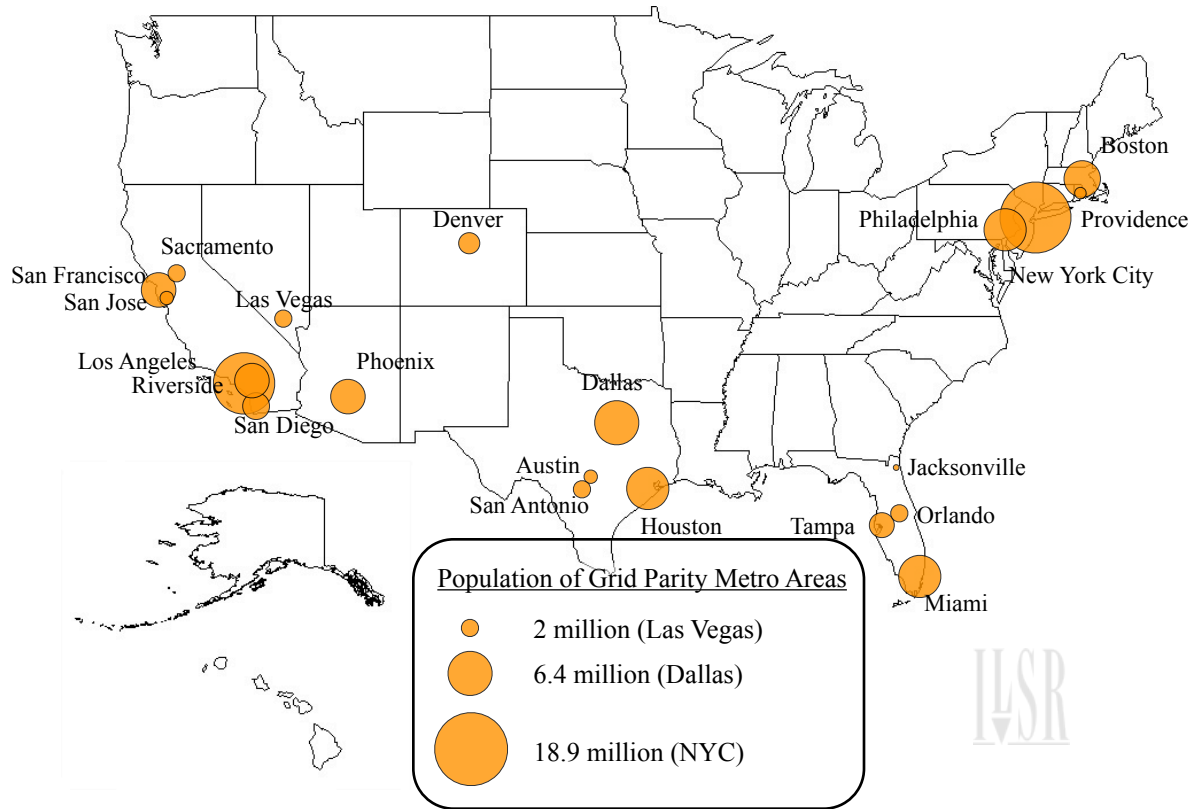 Boston
Denver
Philadelphia
Providence
Sacramento
San Francisco
New York City
San Jose
Las Vegas
Los Angeles
Phoenix
Riverside
Dallas
San Diego
Austin
Jacksonville
San Antonio
Orlando
Houston
Tampa
Miami
Population of Grid Parity Metro Areas
2 million (Las Vegas)
6.4 million (Dallas)
18.9 million (NYC)
ILSR